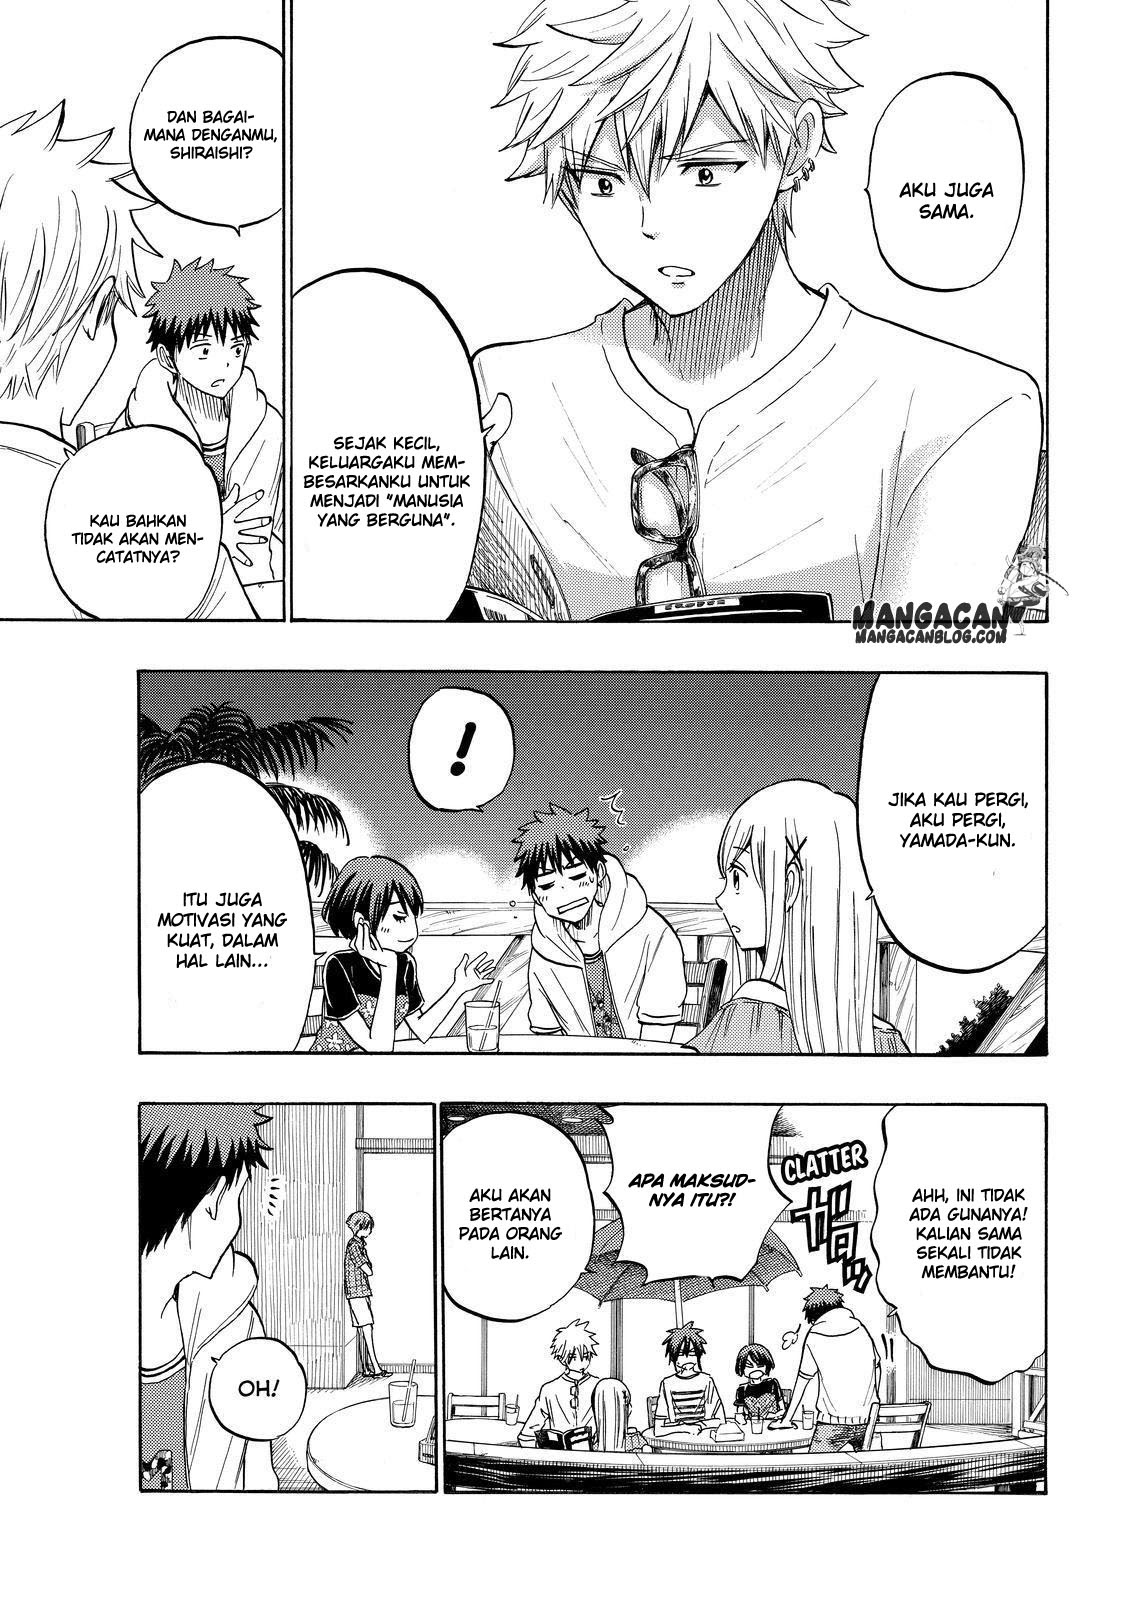 AKU JUGA
SAMA.
SEJAK KECIL,
KELUARGAKU MEM-
BESARKANKU UNTUK
MENJADI "MANUSIA
YANG BERGUNA".
DAN BAGAI-
MANA DENGANMU,
SHIRAISHI?
KAU BAHKAN
TIDAK AKAN MEN-
CATATNYA?
MANGACAN
MANGACANBLOG.COM
JIKA KAU PERGI,
AKU PERGI,
YAMADA-KUN.
!
ITU JUGA
MOTIVASI YANG
KUAT, DALAM
HAL LAIN...
AHH, INI TIDAK
ADA GUNANYA!
KALIAN SAMA
SEKALI TIDAK
MEMBANTU!
CLATTER
ガタッ
APA MAKSUD-
NYA ITU?!
AKU AKAN
BERTANYA
PADA ORANG
LAIN.
OH!